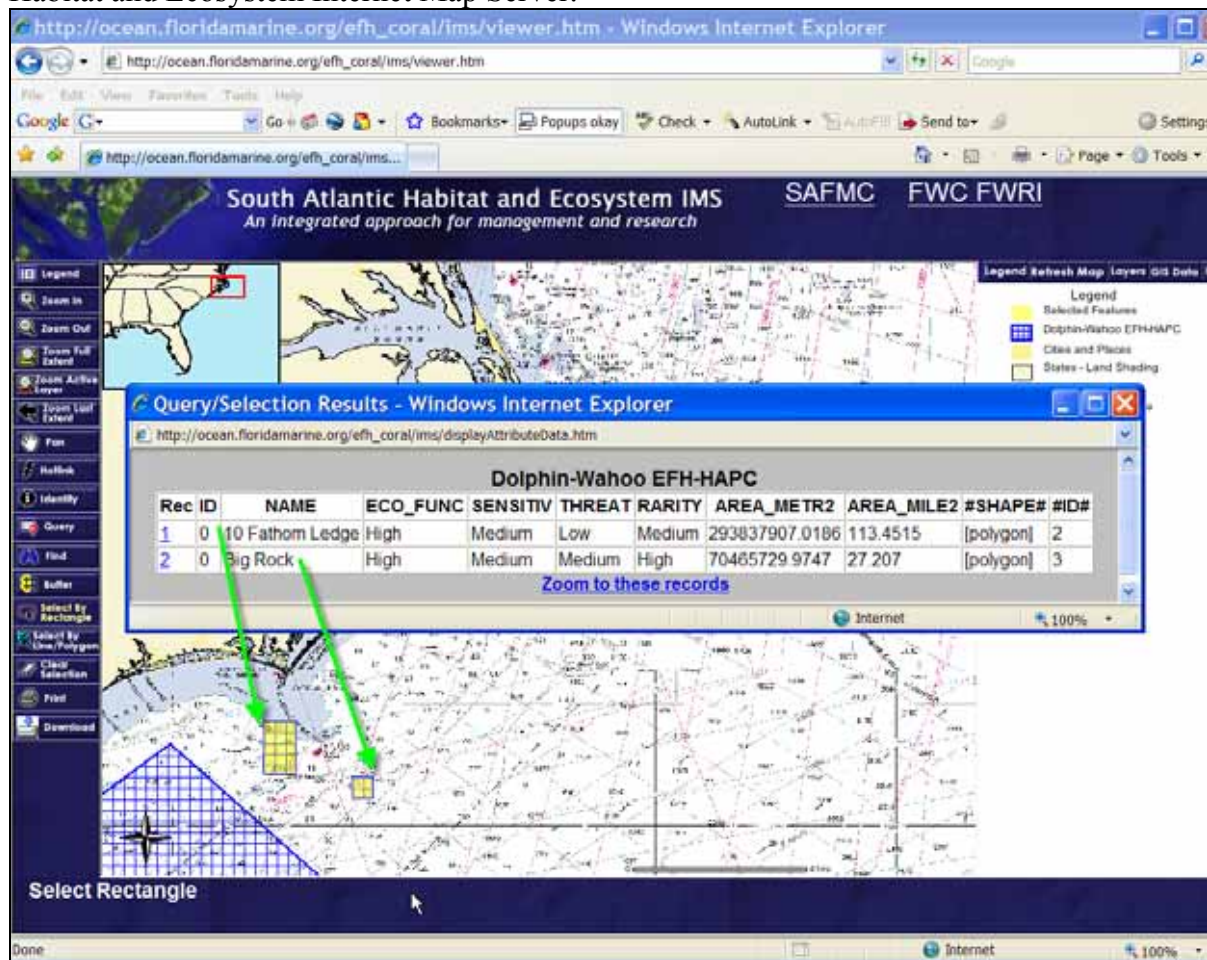 Habitat and Ecosystem Internet Map Server.
http://ocean.floridamarine.org/efh_coral/ims/viewer.htm - Windows Internet Explorer
http://ocean.floridamarine.org/efh_coral/ims/viewer.htm Google
File Edit View Favorites Tools Help
Google G Go Bookmarks Popups okay Check AutoLink AutoFill Send to Settings
http://ocean.floridamarine.org/efh_coral/ims... Page Tools
South Atlantic Habitat and Ecosystem IMS SAFMC FWC FWRI
An integrated approach for management and research
Legend
Zoom In
Zoom Out
Zoom Full Extent
Zoom Active Layer
Zoom Last Extent
Pan
Hotlink
Identify
Query
Find
Buffer
Select By Rectangle
Select By Line/Polygon
Clear Selection
Print
Download
Legend Refresh Map Layers GIS Data
Legend
Selected Features
Dolphin-Wahoo EFH-HAPC
Cities and Places
States - Land Shading
Query/Selection Results - Windows Internet Explorer
http://ocean.floridamarine.org/efh_coral/ims/displayAttributeData.htm
Dolphin-Wahoo EFH-HAPC
Rec ID NAME ECO_FUNC SENSITIV THREAT RARITY AREA_METR2 AREA_MILE2 #SHAPE# #ID#
1 0 10 Fathom Ledge High Medium Low Medium 293837907.0186 113.4515 [polygon] 2
2 0 Big Rock High Medium Medium High 70465729.9747 27.207 [polygon] 3
Zoom to these records
Internet 100%
Select Rectangle
Done Internet 100%